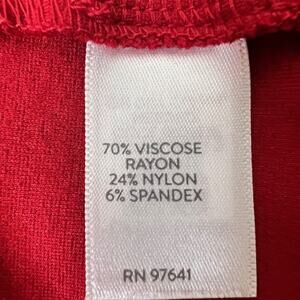 70% VISCOSE
RAYON
24% NYLON
6% SPANDEX
RN 97641